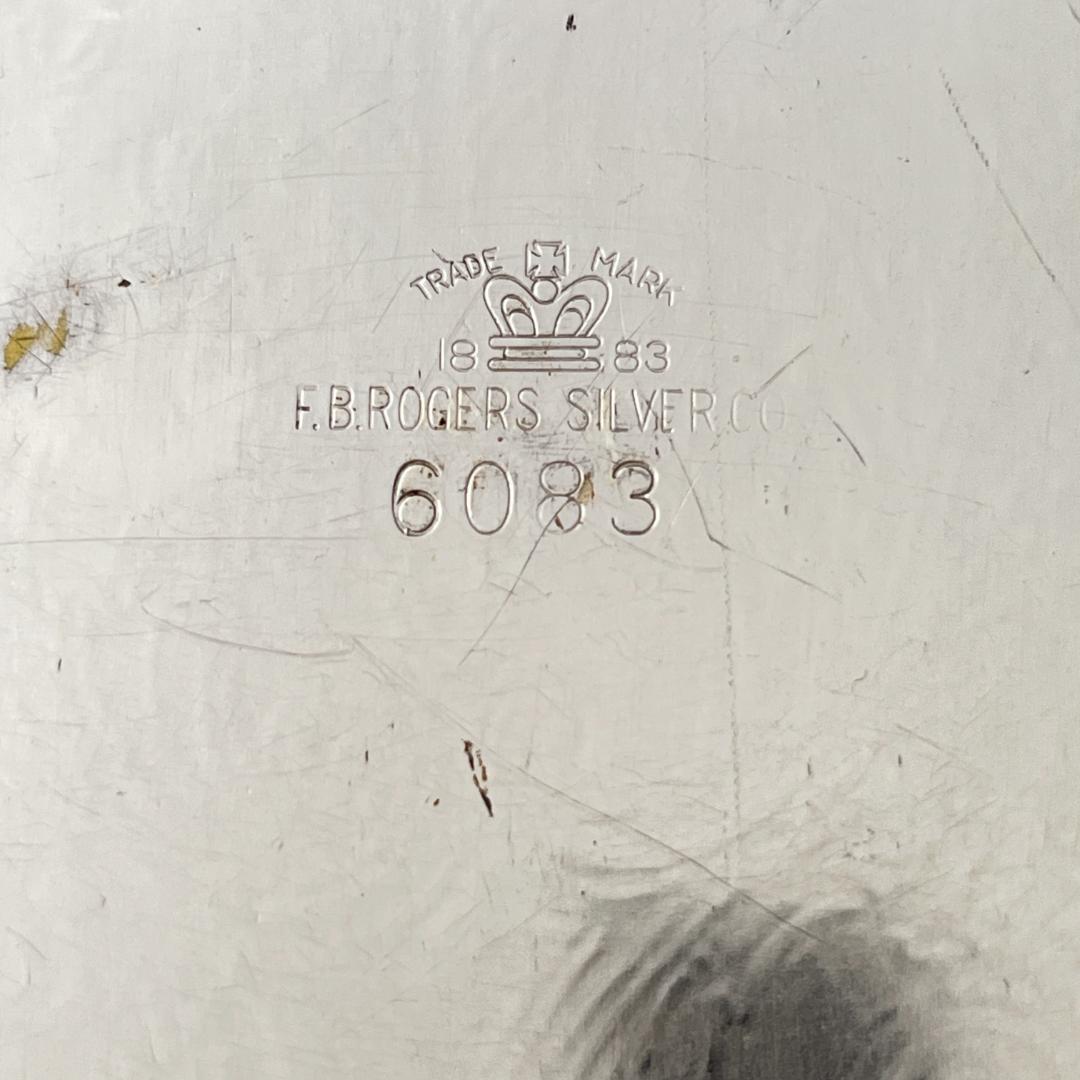 TRADE MARK
18 83
F.B.ROGERS SILVER CO
6083